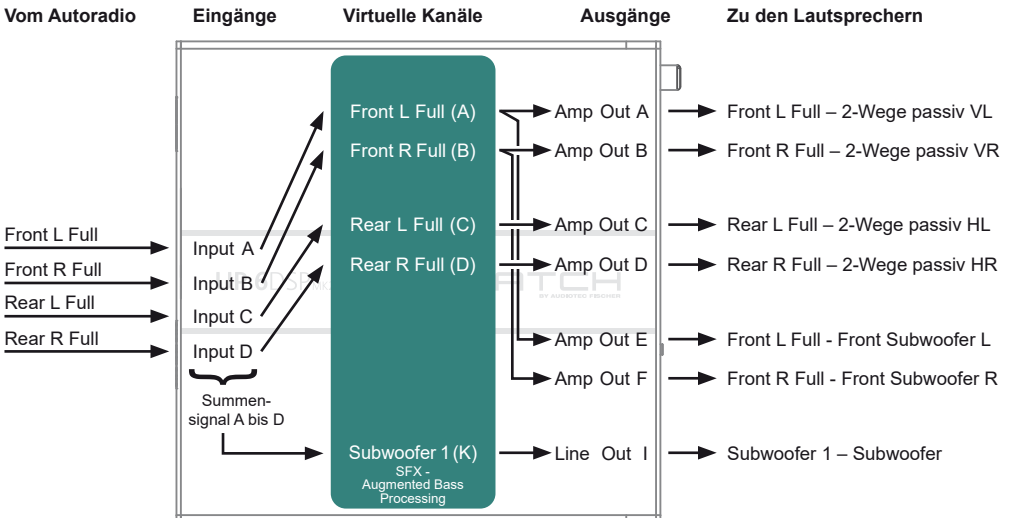 Vom Autoradio Eingänge Virtuelle Kanäle Ausgänge Zu den Lautsprechern
Front L Full (A) Amp Out A Front L Full – 2-Wege passiv VL
Front R Full (B) Amp Out B Front R Full – 2-Wege passiv VR
Rear L Full (C) Amp Out C Rear L Full – 2-Wege passiv HL
Front L Full
Input A
Rear R Full (D) Amp Out D Rear R Full – 2-Wege passiv HR
Front R Full
Input B
BY AUDIOTEC FISCHER
Rear L Full
Input C
Rear R Full
Input D
Amp Out E Front L Full - Front Subwoofer L
Amp Out F Front R Full - Front Subwoofer R
Summen-
signal A bis D
Subwoofer 1 (K) Line Out I Subwoofer 1 – Subwoofer
SFX -
Augmented Bass
Processing